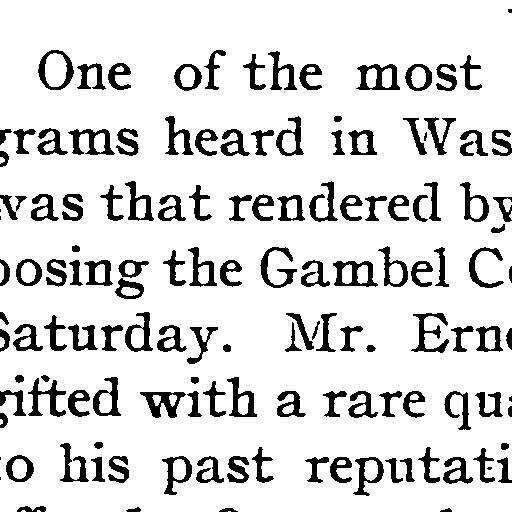 One of the most
grams heard in Was
was that rendered by
posing the Gambel Co
Saturday. Mr. Erne
gifted with a rare qua
to his past reputati